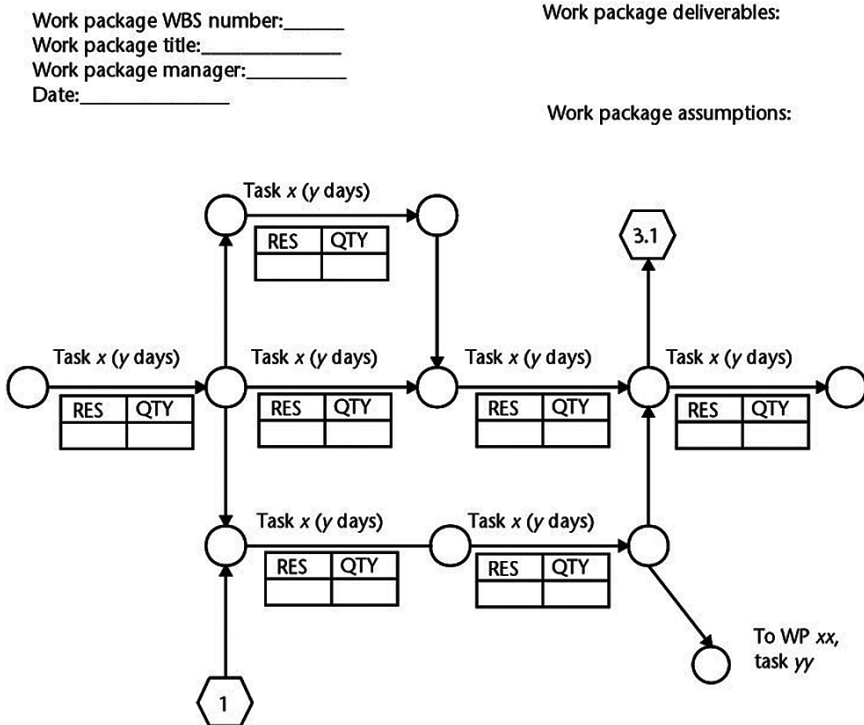 Work package WBS number:______
Work package title:______________
Work package manager:__________
Date:_______________
Work package deliverables:
Work package assumptions:
Task x (y days)
RES QTY
3.1
Task x (y days)
Task x (y days)
Task x (y days)
Task x (y days)
RES QTY
RES QTY
RES QTY
RES QTY
Task x (y days)
Task x (y days)
RES QTY
RES QTY
To WP xx,
task yy
1